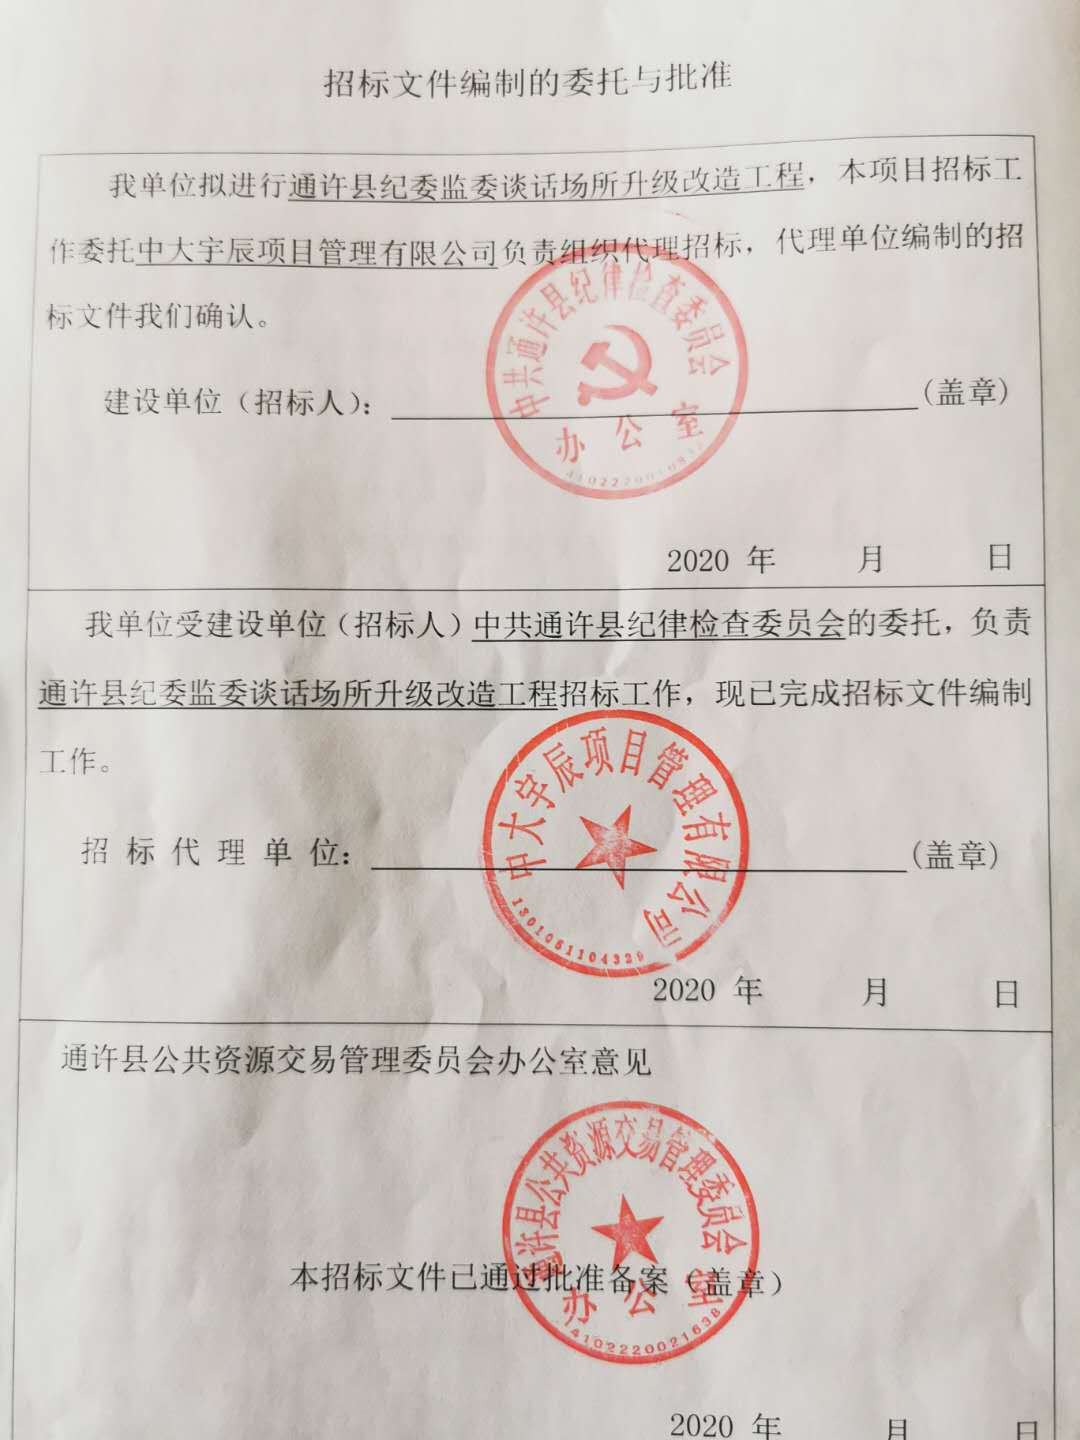 招标文件编制的委托与批准
我单位拟进行通许县纪委监委谈话场所升级改造工程，本项目招标工
作委托中大宇辰项目管理有限公司负责组织代理招标，代理单位编制的招
标文件我们确认。
中共通许县纪律检查委员会
建设单位（招标人）：（盖章）
办公室
2020 年 月 日
我单位受建设单位（招标人）中共通许县纪律检查委员会的委托，负责
通许县纪委监委谈话场所升级改造工程招标工作，现已完成招标文件编制
工作。
中大宇辰项目管理有限公司
招标代理单位：（盖章）
1301051104329
2020 年 月 日
通许县公共资源交易管理委员会办公室意见
通许县公共资源交易管理委员会
本招标文件已通过批准备案（盖章）
办公室
4102220021638
2020 年 月 日